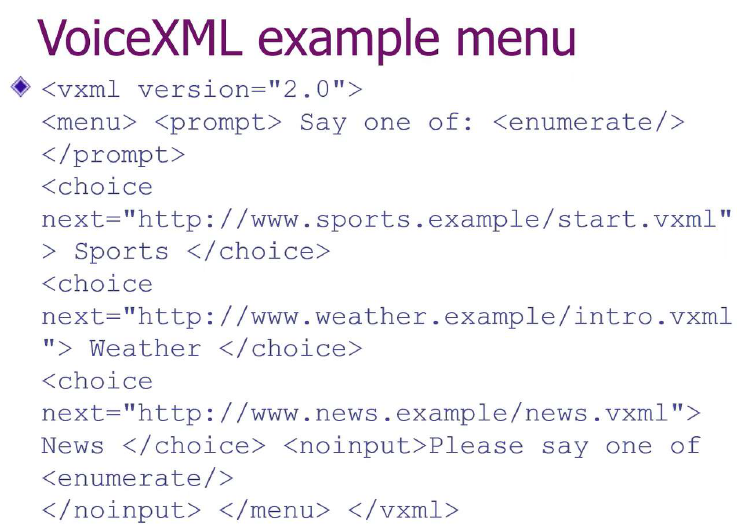 VoiceXML example menu
<vxml version="2.0">
<menu> <prompt> Say one of: <enumerate/>
</prompt>
<choice
next="http://www.sports.example/start.vxml"
> Sports </choice>
<choice
next="http://www.weather.example/intro.vxml
"> Weather </choice>
<choice
next="http://www.news.example/news.vxml">
News </choice> <noinput>Please say one of
<enumerate/>
</noinput> </menu> </vxml>